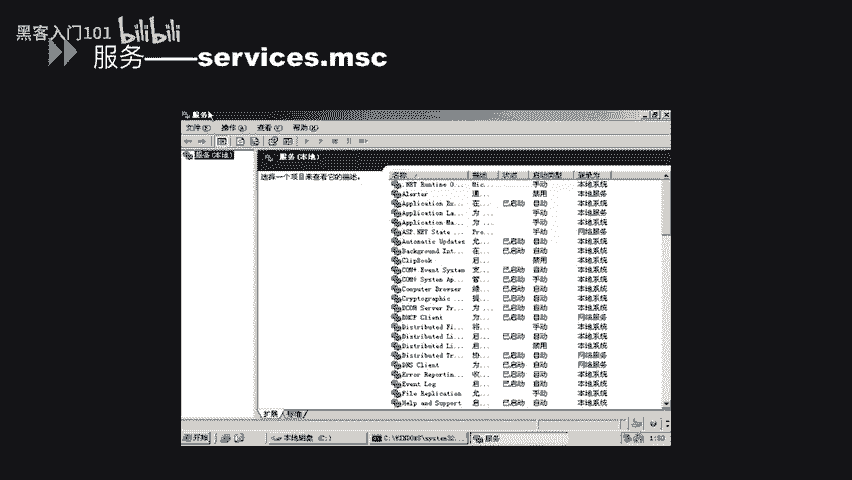 黑客入门101 bilibili
服务——services.msc
服务
文件(F) 操作(A) 查看(V) 帮助(H)
服务(本地)
服务(本地)
选择一个项目来查看它的描述。
名称 描述 状态 启动类型 登录为
.NET Runtime O... Mic... 手动 本地系统
Alerter 通... 禁用 本地服务
Application Ex... 在... 已启动 自动 本地系统
Application La... 为... 手动 本地系统
Application Ma... 为... 手动 本地系统
ASP.NET State ... Pro... 手动 网络服务
Automatic Updates 允... 已启动 自动 本地系统
Background Int... 在... 已启动 自动 本地系统
ClipBook 启... 禁用 本地系统
COM+ Event System 支... 已启动 自动 本地系统
COM+ System Ap... 管... 已启动 手动 本地系统
Computer Browser 维... 已启动 自动 本地系统
Cryptographic ... 提... 已启动 自动 本地系统
DCOM Server Pr... 为... 已启动 自动 本地系统
DHCP Client 为... 已启动 自动 网络服务
Distributed Fi... 将... 手动 本地系统
Distributed Li... 启... 已启动 自动 本地系统
Distributed Li... 启... 禁用 本地系统
Distributed Tr... 协... 已启动 自动 网络服务
DNS Client 为... 已启动 自动 网络服务
Error Reportin... 收... 已启动 自动 本地系统
Event Log 启... 已启动 自动 本地系统
File Replication 允... 手动 本地系统
Help and Support 启... 已启动 自动 本地系统
扩展 标准
开始 本地磁盘 (C:) C:\WINDOWS\system32... 服务 1:50